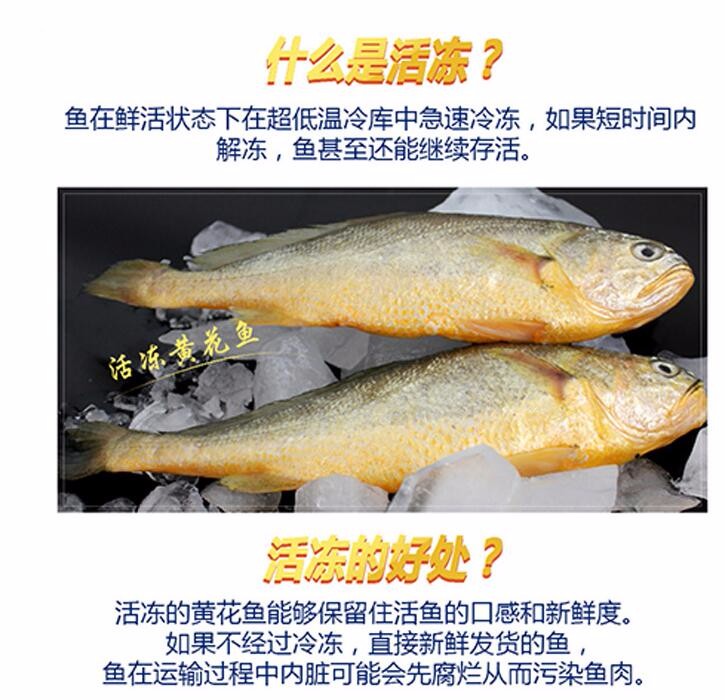 什么是活冻？
鱼在鲜活状态下在超低温冷库中急速冷冻，如果短时间内
解冻，鱼甚至还能继续存活。
活冻黄花鱼
活冻的好处？
活冻的黄花鱼能够保留住活鱼的口感和新鲜度。
如果不经过冷冻，直接新鲜发货的鱼，
鱼在运输过程中内脏可能会先腐烂从而污染鱼肉。